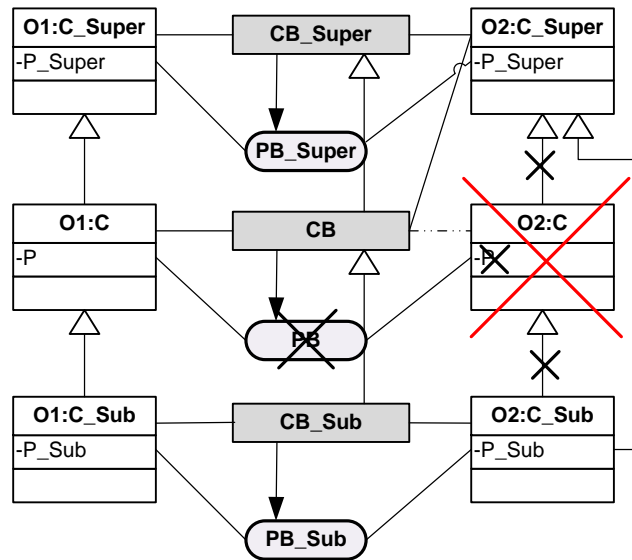 O1:C_Super
-P_Super
CB_Super
O2:C_Super
-P_Super
PB_Super
O1:C
-P
CB
O2:C
-P
PB
O1:C_Sub
-P_Sub
CB_Sub
O2:C_Sub
-P_Sub
PB_Sub